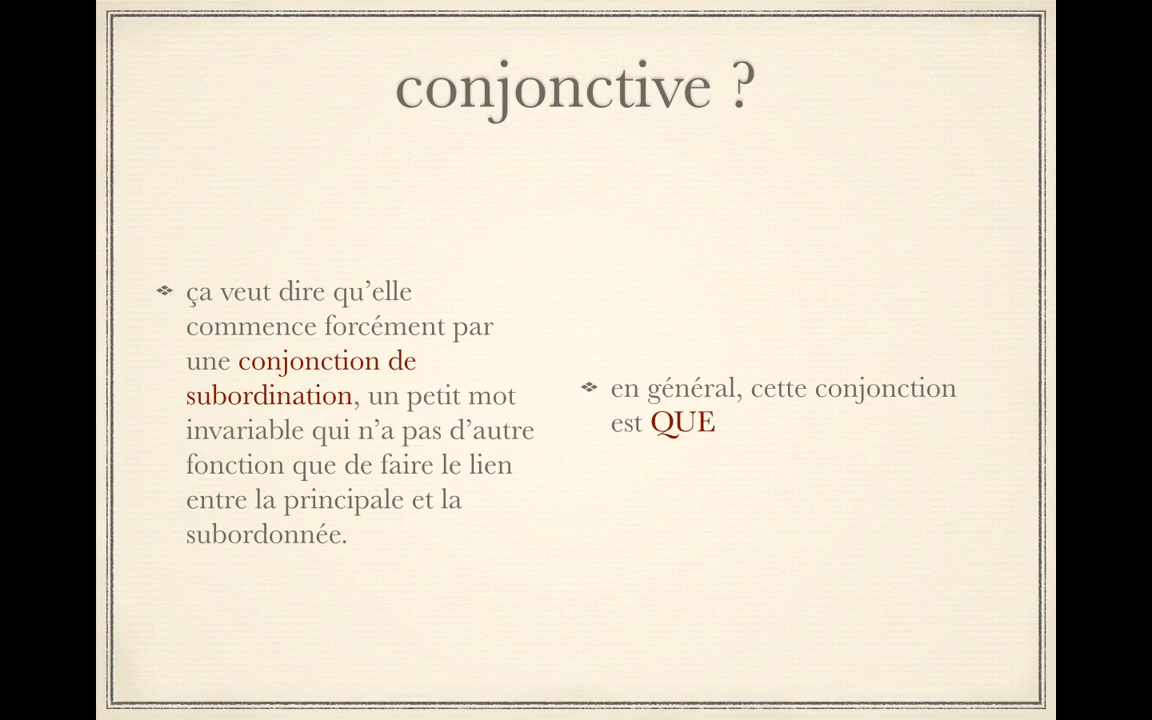 conjonctive ?
ça veut dire qu’elle
commence forcément par
une conjonction de
subordination, un petit mot
invariable qui n’a pas d’autre
fonction que de faire le lien
entre la principale et la
subordonnée.
en général, cette conjonction
est QUE